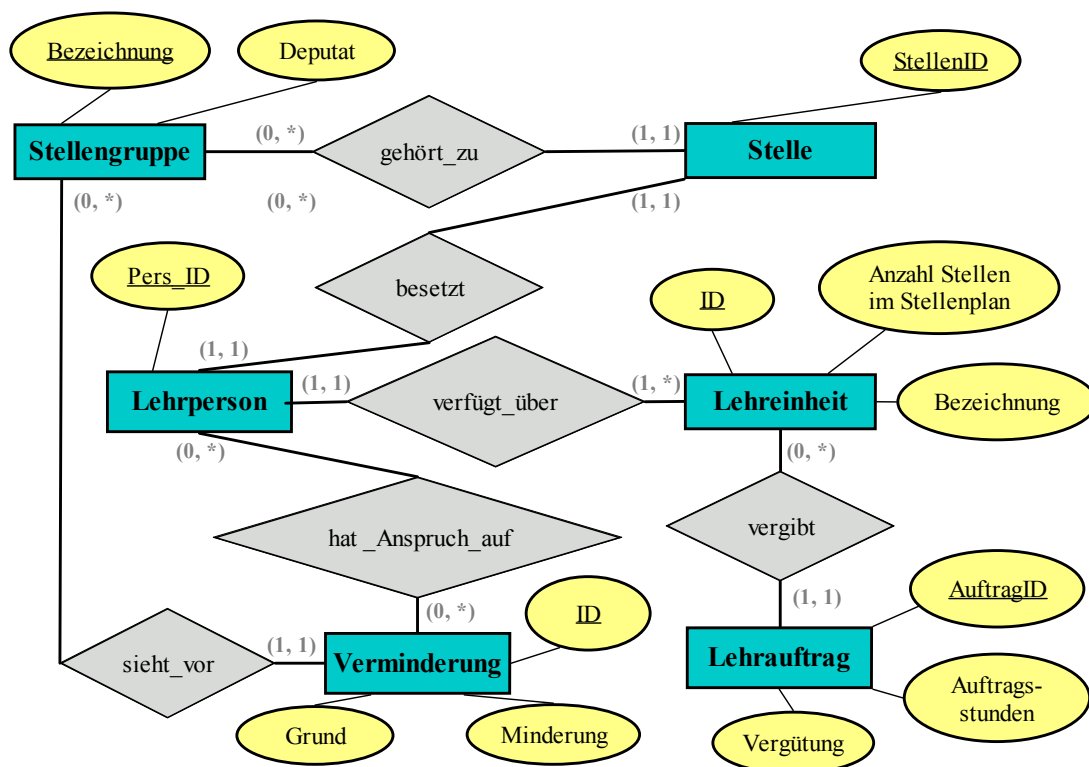 Bezeichnung
Deputat
StellenID
Stellengruppe
(0, *)
gehört_zu
(1, 1)
Stelle
(0, *)
(0, *)
(1, 1)
Pers_ID
besetzt
ID
Anzahl Stellen
im Stellenplan
(1, 1)
Lehrperson
(1, 1)
verfügt_über
(1, *)
Lehreinheit
Bezeichnung
(0, *)
(0, *)
hat _Anspruch_auf
vergibt
(0, *)
ID
(1, 1)
AuftragID
sieht_vor
(1, 1)
Verminderung
Lehrauftrag
Grund
Minderung
Vergütung
Auftrags-
stunden